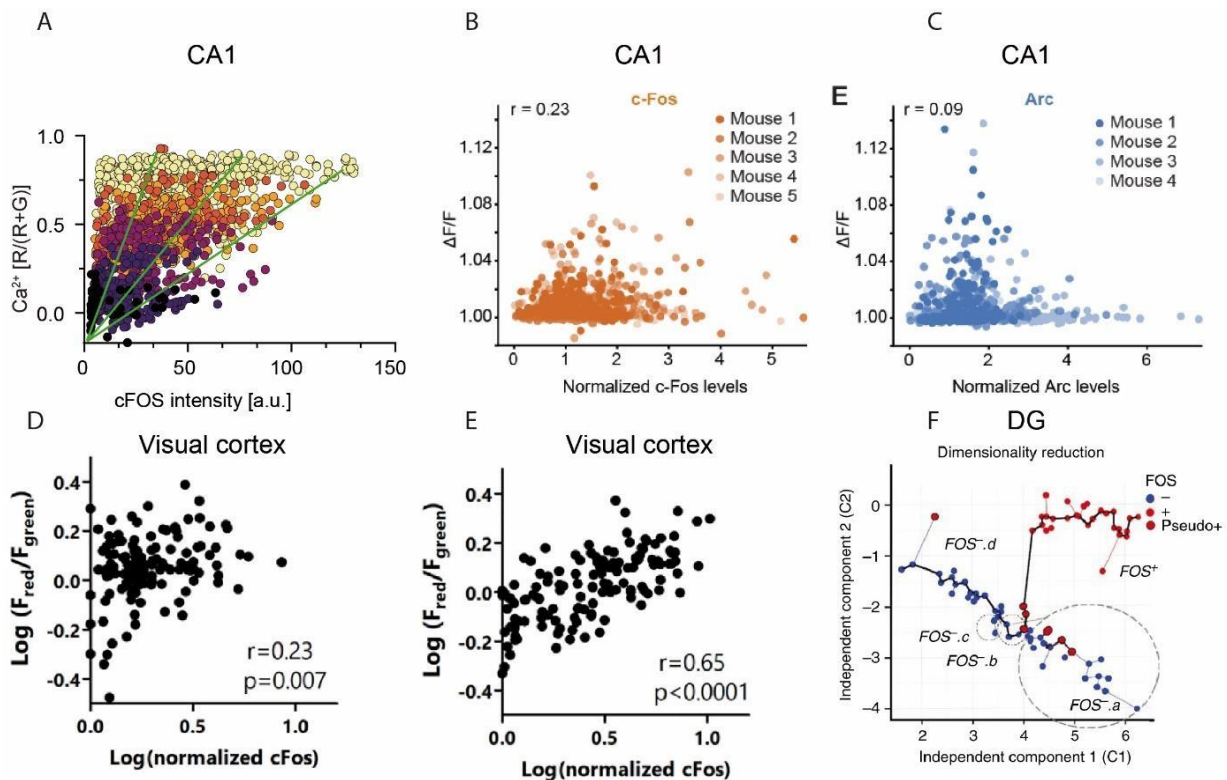 A
CA1
Ca²⁺ [R/(R+G)]
1.0
0.5
0.0
0
50
100
150
cFOS intensity [a.u.]
B
CA1
c-Fos
r = 0.23
Mouse 1
Mouse 2
Mouse 3
Mouse 4
Mouse 5
ΔF/F
1.12
1.08
1.04
1.00
0
1
2
3
4
5
Normalized c-Fos levels
C
CA1
E
Arc
r = 0.09
Mouse 1
Mouse 2
Mouse 3
Mouse 4
ΔF/F
1.12
1.08
1.04
1.00
0
2
4
6
Normalized Arc levels
D
Visual cortex
Log (Fred/Fgreen)
0.4
0.2
0.0
-0.2
-0.4
r=0.23
p=0.007
0.0
0.5
1.0
Log(normalized cFos)
E
Visual cortex
Log (Fred/Fgreen)
0.4
0.2
0.0
-0.2
-0.4
r=0.65
p<0.0001
0.0
0.5
1.0
Log(normalized cFos)
F
DG
Dimensionality reduction
FOS
−
+
Pseudo+
Independent component 2 (C2)
0
−1
−2
−3
−4
FOS⁻.d
FOS⁺
FOS⁻.c
FOS⁻.b
FOS⁻.a
2
3
4
5
6
Independent component 1 (C1)